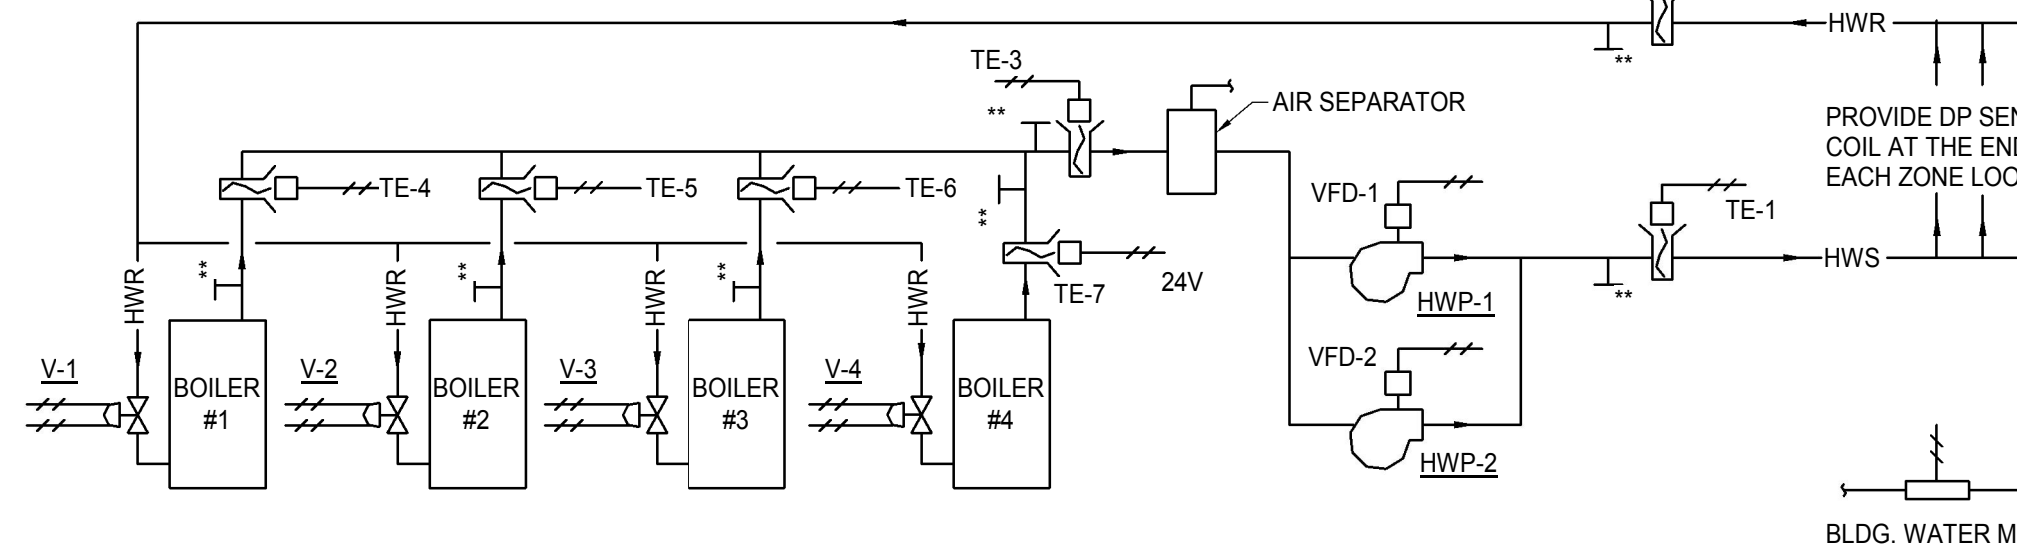 HWR
**
TE-3
**
AIR SEPARATOR
PROVIDE DP SEN
COIL AT THE END
EACH ZONE LOO
TE-4
TE-5
TE-6
**
VFD-1
TE-1
HWR
**
HWR
**
HWR
**
HWR
TE-7
24V
HWP-1
**
HWS
V-1
BOILER
#1
V-2
BOILER
#2
V-3
BOILER
#3
V-4
BOILER
#4
VFD-2
HWP-2
BLDG. WATER M